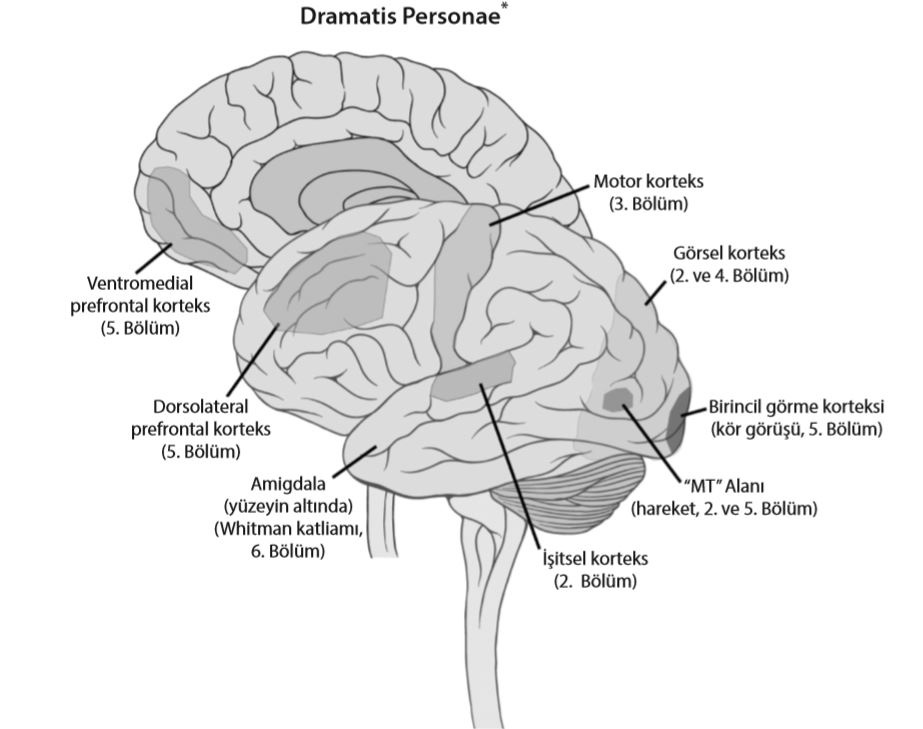 Dramatis Personae*
Motor korteks
(3. Bölüm)
Görsel korteks
(2. ve 4. Bölüm)
Ventromedial
prefrontal korteks
(5. Bölüm)
Dorsolateral
prefrontal korteks
(5. Bölüm)
Birincil görme korteksi
(kör görüşü, 5. Bölüm)
Amigdala
(yüzeyin altında)
(Whitman katliamı,
6. Bölüm)
“MT” Alanı
(hareket, 2. ve 5. Bölüm)
İşitsel korteks
(2. Bölüm)